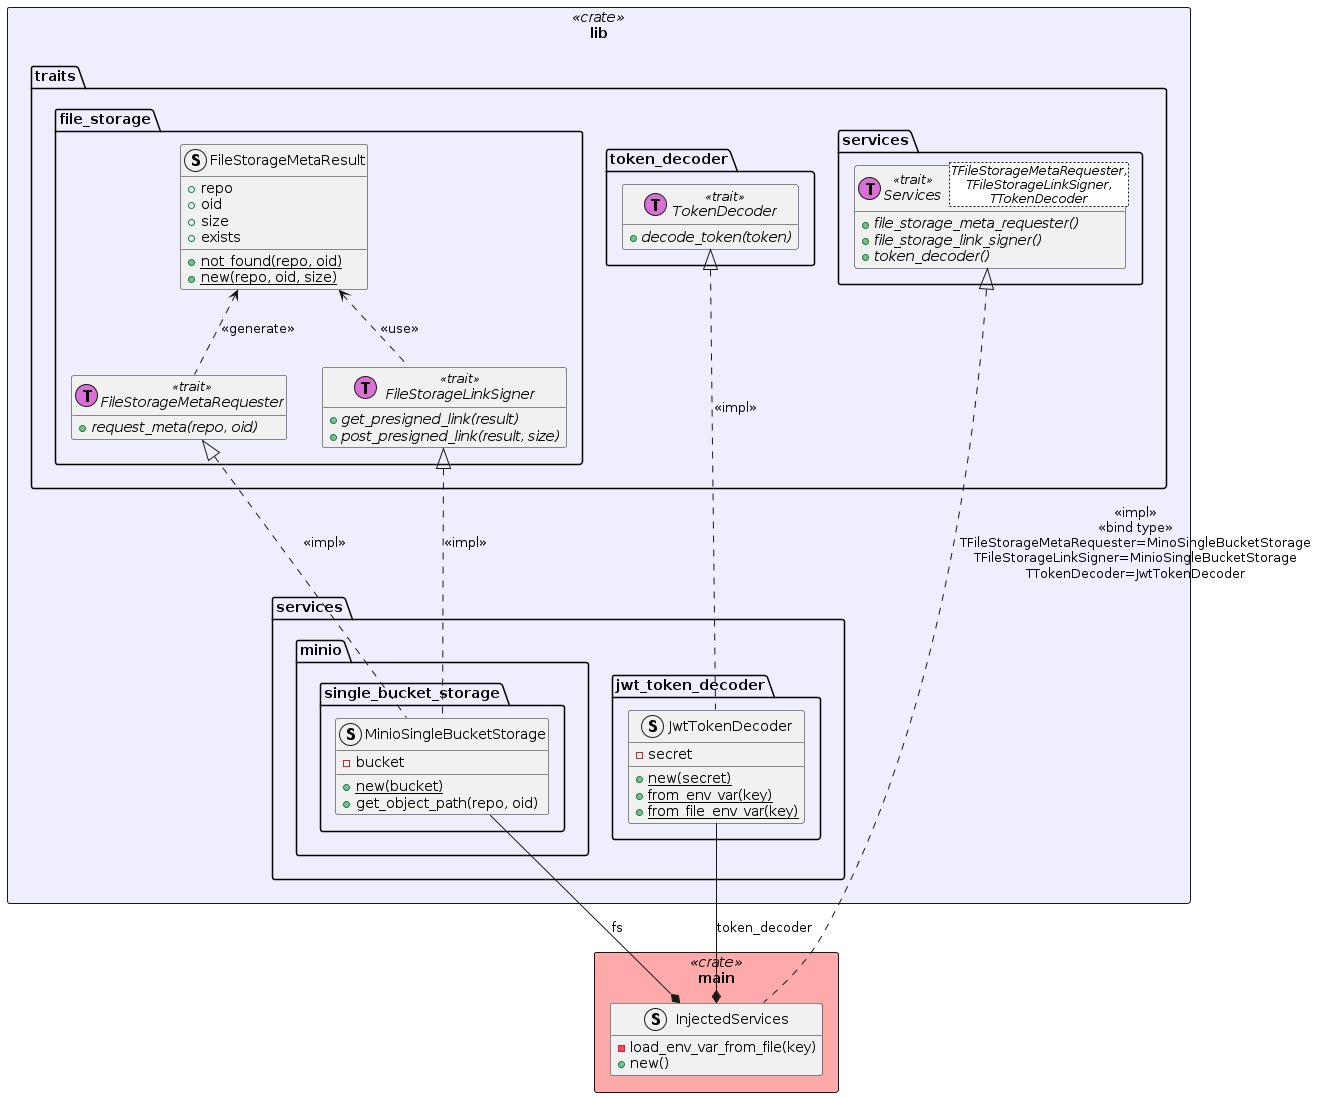 «crate»
lib
traits
file_storage
S FileStorageMetaResult
repo
oid
size
exists
not_found(repo, oid)
new(repo, oid, size)
«generate»
«use»
T «trait»
FileStorageMetaRequester
request_meta(repo, oid)
T «trait»
FileStorageLinkSigner
get_presigned_link(result)
post_presigned_link(result, size)
token_decoder
T «trait»
TokenDecoder
decode_token(token)
services
T «trait»
Services
TFileStorageMetaRequester,
TFileStorageLinkSigner,
TTokenDecoder
file_storage_meta_requester()
file_storage_link_signer()
token_decoder()
«impl»
«impl»
«impl»
«impl»
«bind type»
TFileStorageMetaRequester=MinoSingleBucketStorage
TFileStorageLinkSigner=MinioSingleBucketStorage
TTokenDecoder=JwtTokenDecoder
services
minio
single_bucket_storage
S MinioSingleBucketStorage
bucket
new(bucket)
get_object_path(repo, oid)
jwt_token_decoder
S JwtTokenDecoder
secret
new(secret)
from_env_var(key)
from_file_env_var(key)
fs
token_decoder
«crate»
main
S InjectedServices
load_env_var_from_file(key)
new()